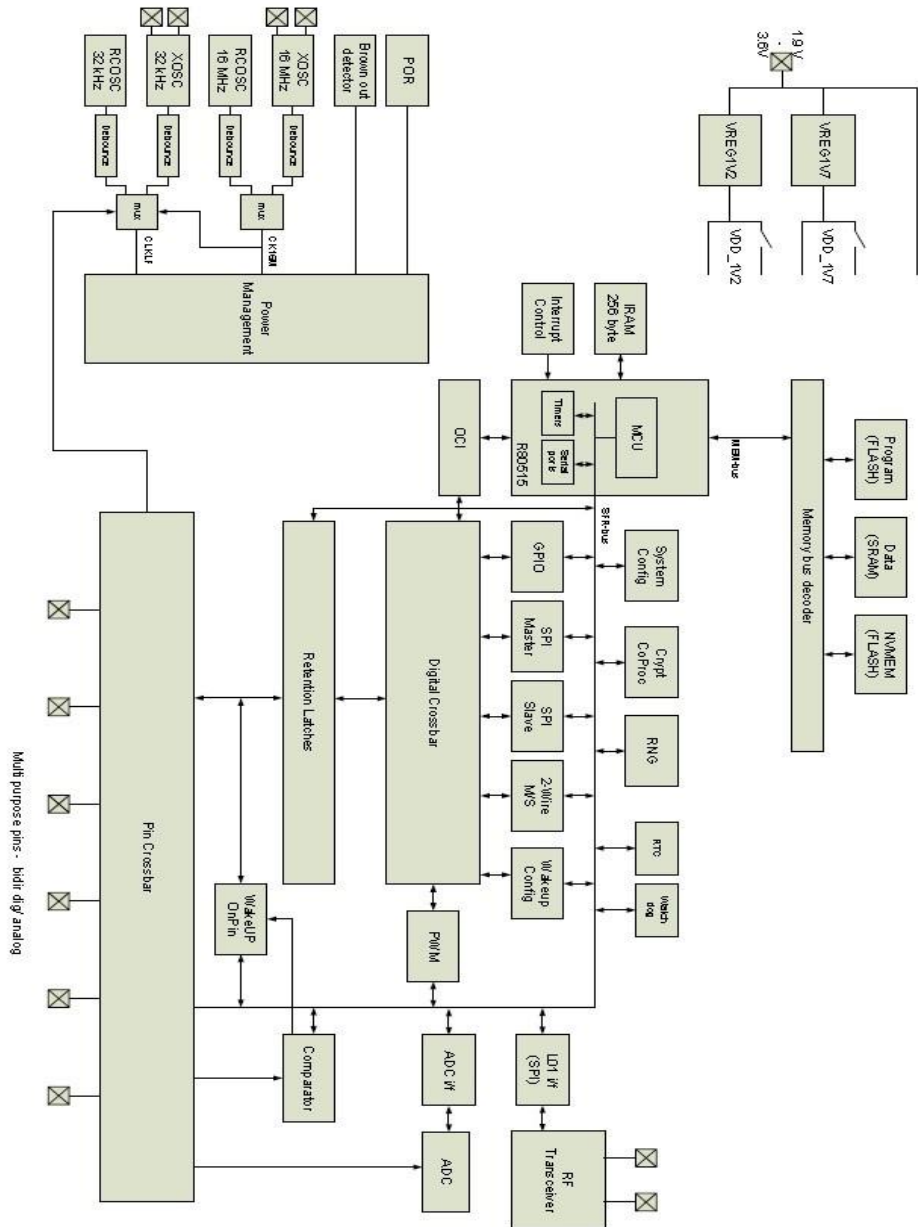 1.9 V
-
3.6V
VREG1V7
VDD_1V7
VREG1V2
VDD_1V2
Program
(FLASH)
Data
(SRAM)
NVMEM
(FLASH)
Memory bus decoder
MEM-bus
IRAM
256 byte
Interrupt
Control
MCU
Timers
Serial
ports
R80515
SFR-bus
System
Config
Crypt
CoProc
RNG
RTC
Watch
dog
OCI
GPIO
SPI
Master
SPI
Slave
2-Wire
M/S
Wakeup
Config
L01 i/f
(SPI)
RF
Transceiver
Digital Crossbar
PWM
ADC i/f
ADC
Retention Latches
WakeUP
OnPin
Comparator
POR
Brown out
detector
XOSC
16 MHz
Debounce
RCOSC
16 MHz
Debounce
mux
CK16M
XOSC
32 kHz
Debounce
RCOSC
32 kHz
Debounce
mux
CLKLF
Power
Management
Pin Crossbar
Multi purpose pins - bidir dig/analog